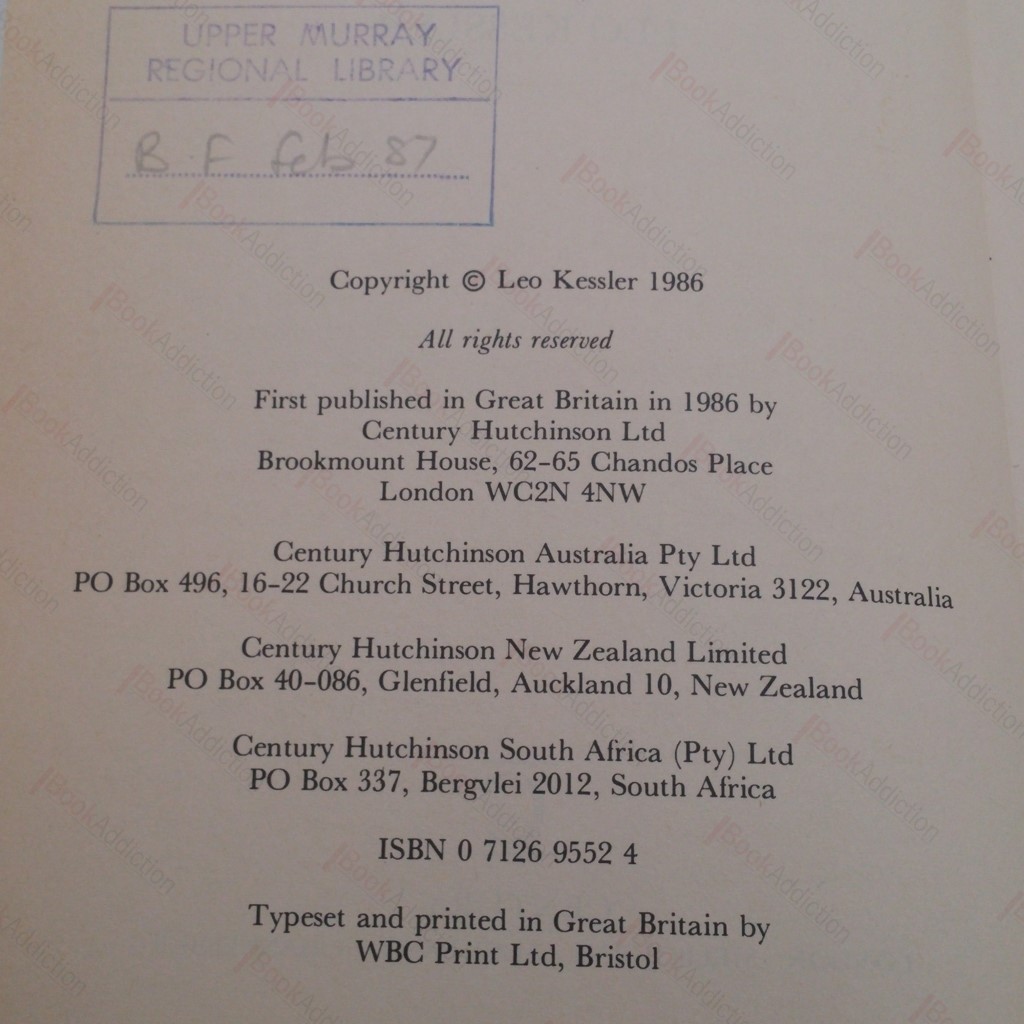 UPPER MURRAY
REGIONAL LIBRARY
B.F feb 87
Copyright © Leo Kessler 1986
All rights reserved
First published in Great Britain in 1986 by
Century Hutchinson Ltd
Brookmount House, 62–65 Chandos Place
London WC2N 4NW
Century Hutchinson Australia Pty Ltd
PO Box 496, 16–22 Church Street, Hawthorn, Victoria 3122, Australia
Century Hutchinson New Zealand Limited
PO Box 40–086, Glenfield, Auckland 10, New Zealand
Century Hutchinson South Africa (Pty) Ltd
PO Box 337, Bergvlei 2012, South Africa
ISBN 0 7126 9552 4
Typeset and printed in Great Britain by
WBC Print Ltd, Bristol
BookAddiction